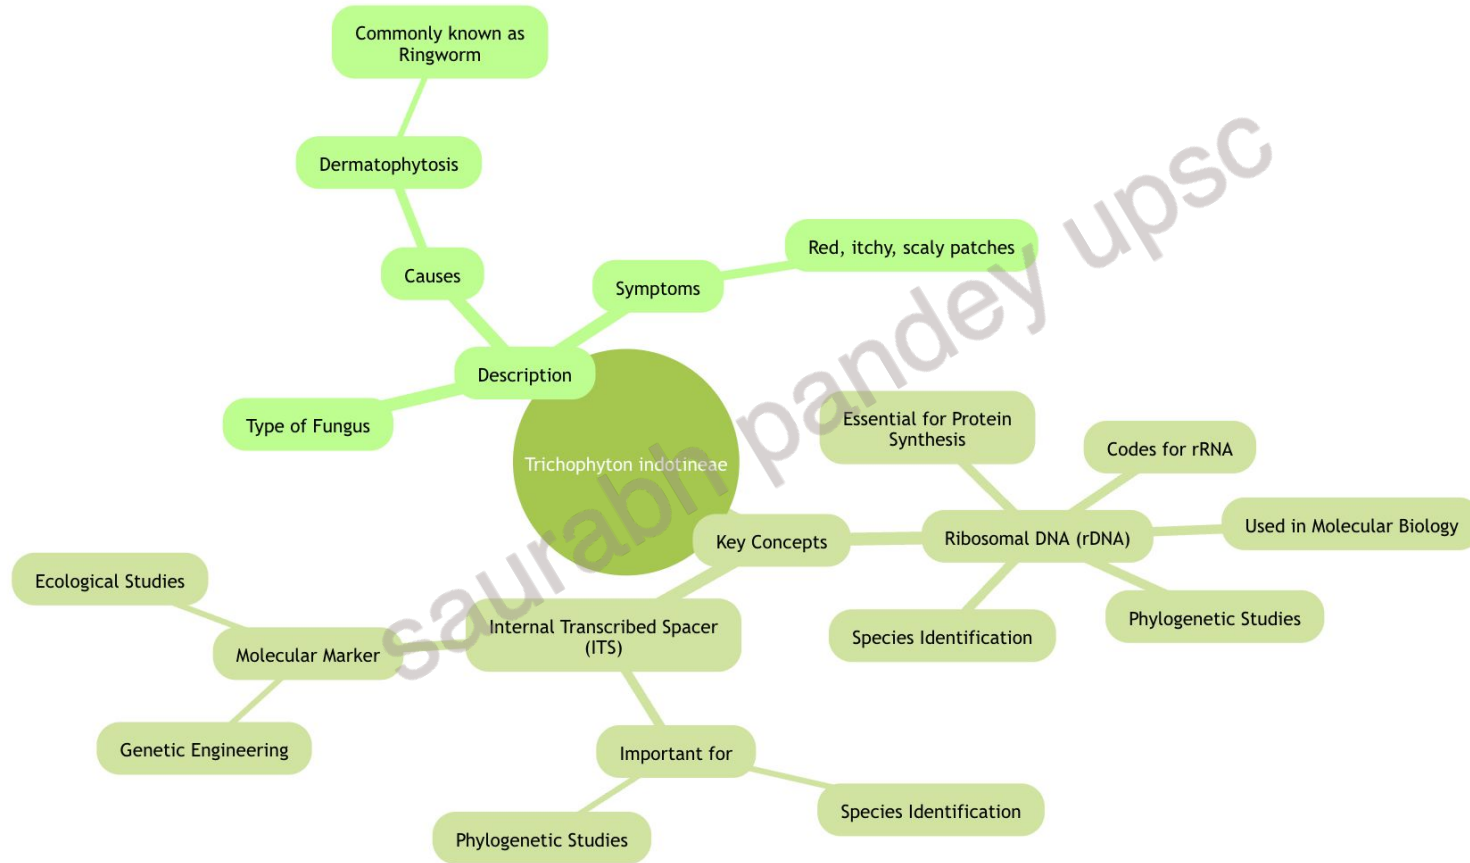 Commonly known as
Ringworm
Dermatophytosis
Causes
Symptoms
Red, itchy, scaly patches
Description
Type of Fungus
Trichophyton indotineae
Key Concepts
Essential for Protein
Synthesis
Codes for rRNA
Ribosomal DNA (rDNA)
Used in Molecular Biology
Species Identification
Phylogenetic Studies
Internal Transcribed Spacer
(ITS)
Molecular Marker
Ecological Studies
Genetic Engineering
Important for
Phylogenetic Studies
Species Identification
saurabh pandey upsc